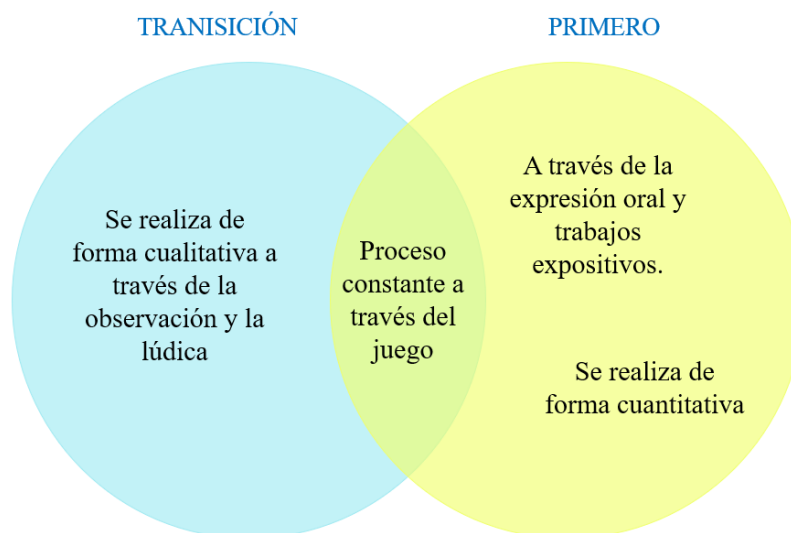 TRANISICIÓN
PRIMERO
Se realiza de
forma cualitativa a
través de la
observación y la
lúdica
Proceso
constante a
través del
juego
A través de la
expresión oral y
trabajos
expositivos.
Se realiza de
forma cuantitativa